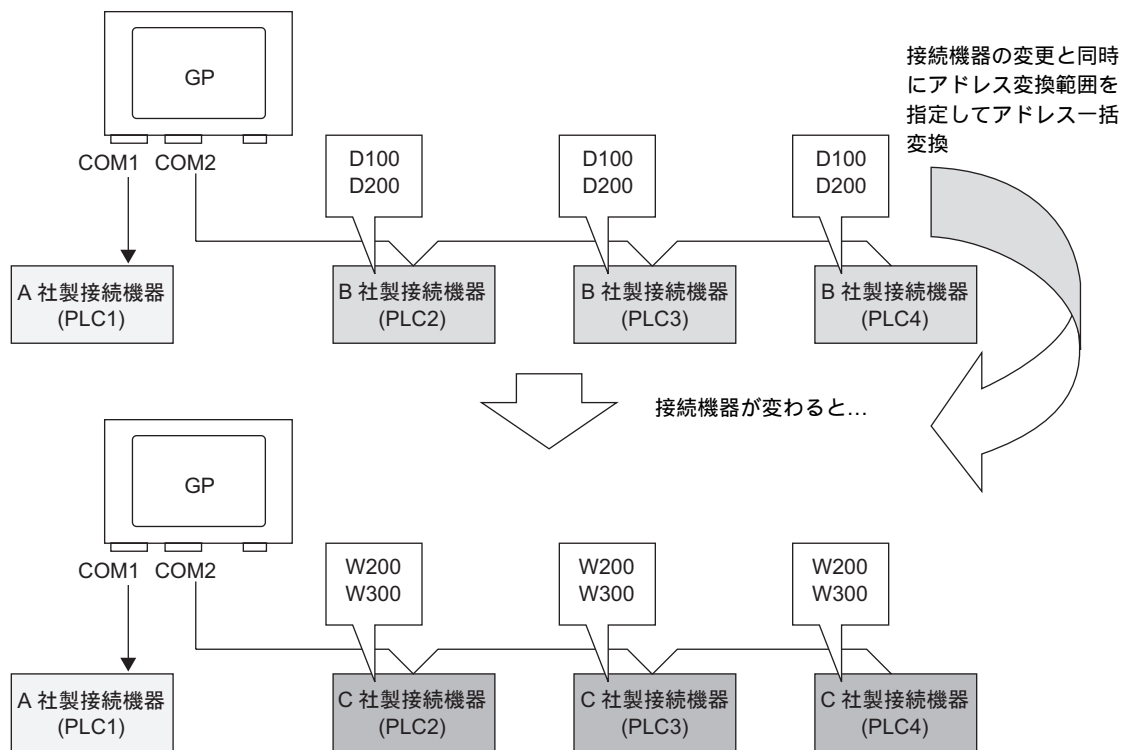 GP
COM1 COM2
接続機器の変更と同時
にアドレス変換範囲を
指定してアドレス一括
変換
D100
D200
D100
D200
D100
D200
A 社製接続機器
(PLC1)
B 社製接続機器
(PLC2)
B 社製接続機器
(PLC3)
B 社製接続機器
(PLC4)
接続機器が変わると...
GP
COM1 COM2
W200
W300
W200
W300
W200
W300
A 社製接続機器
(PLC1)
C 社製接続機器
(PLC2)
C 社製接続機器
(PLC3)
C 社製接続機器
(PLC4)